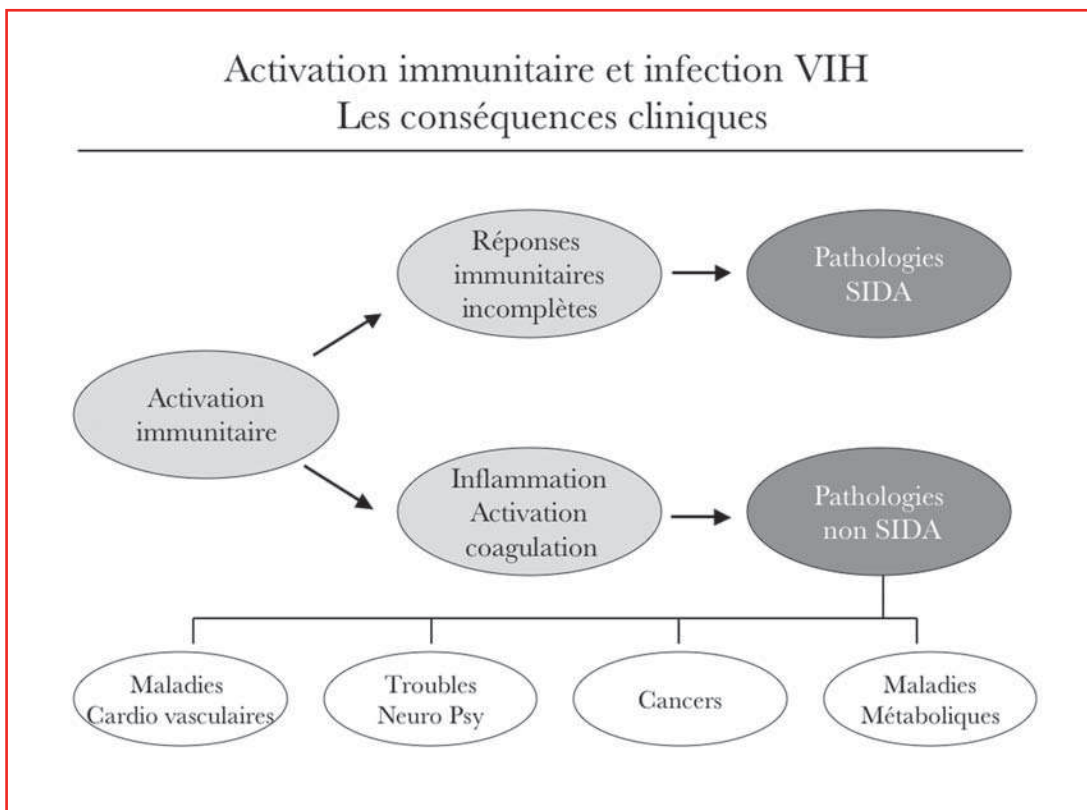 Activation immunitaire et infection VIH
Les conséquences cliniques
Réponses
immunitaires
incomplètes
Pathologies
SIDA
Activation
immunitaire
Inflammation
Activation
coagulation
Pathologies
non SIDA
Maladies
Cardio vasculaires
Troubles
Neuro Psy
Cancers
Maladies
Métaboliques